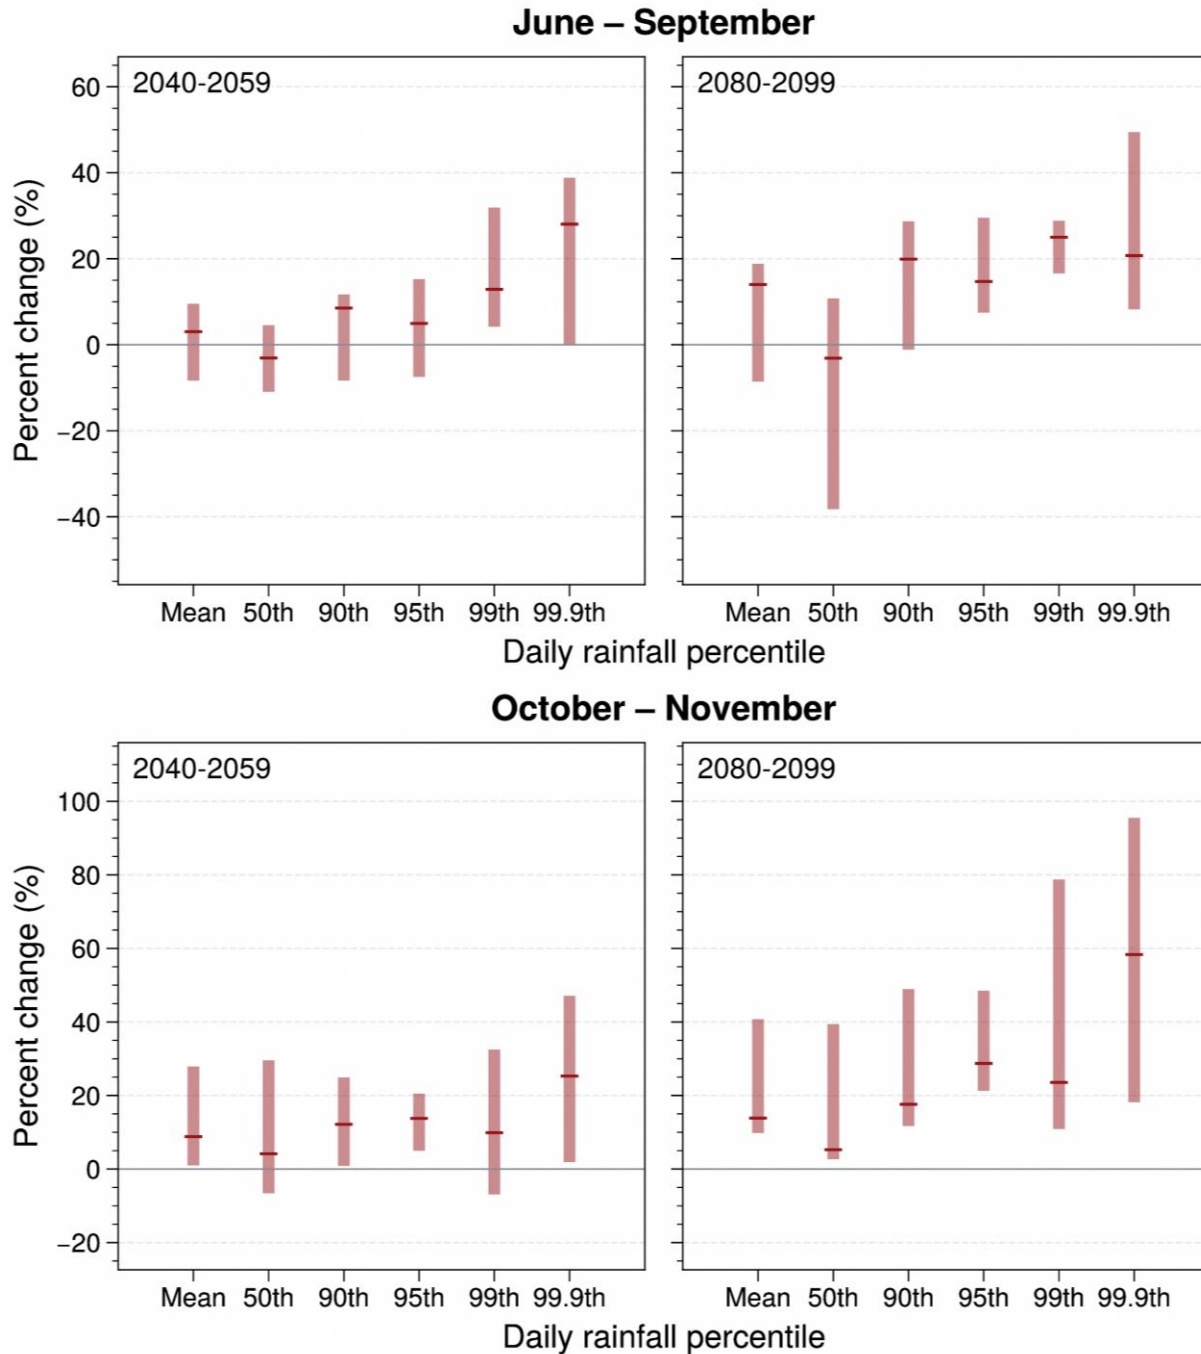 June – September
2040-2059
2080-2099
Percent change (%)
60
40
20
0
−20
−40
Mean 50th 90th 95th 99th 99.9th
Mean 50th 90th 95th 99th 99.9th
Daily rainfall percentile
October – November
2040-2059
2080-2099
Percent change (%)
100
80
60
40
20
0
−20
Mean 50th 90th 95th 99th 99.9th
Mean 50th 90th 95th 99th 99.9th
Daily rainfall percentile